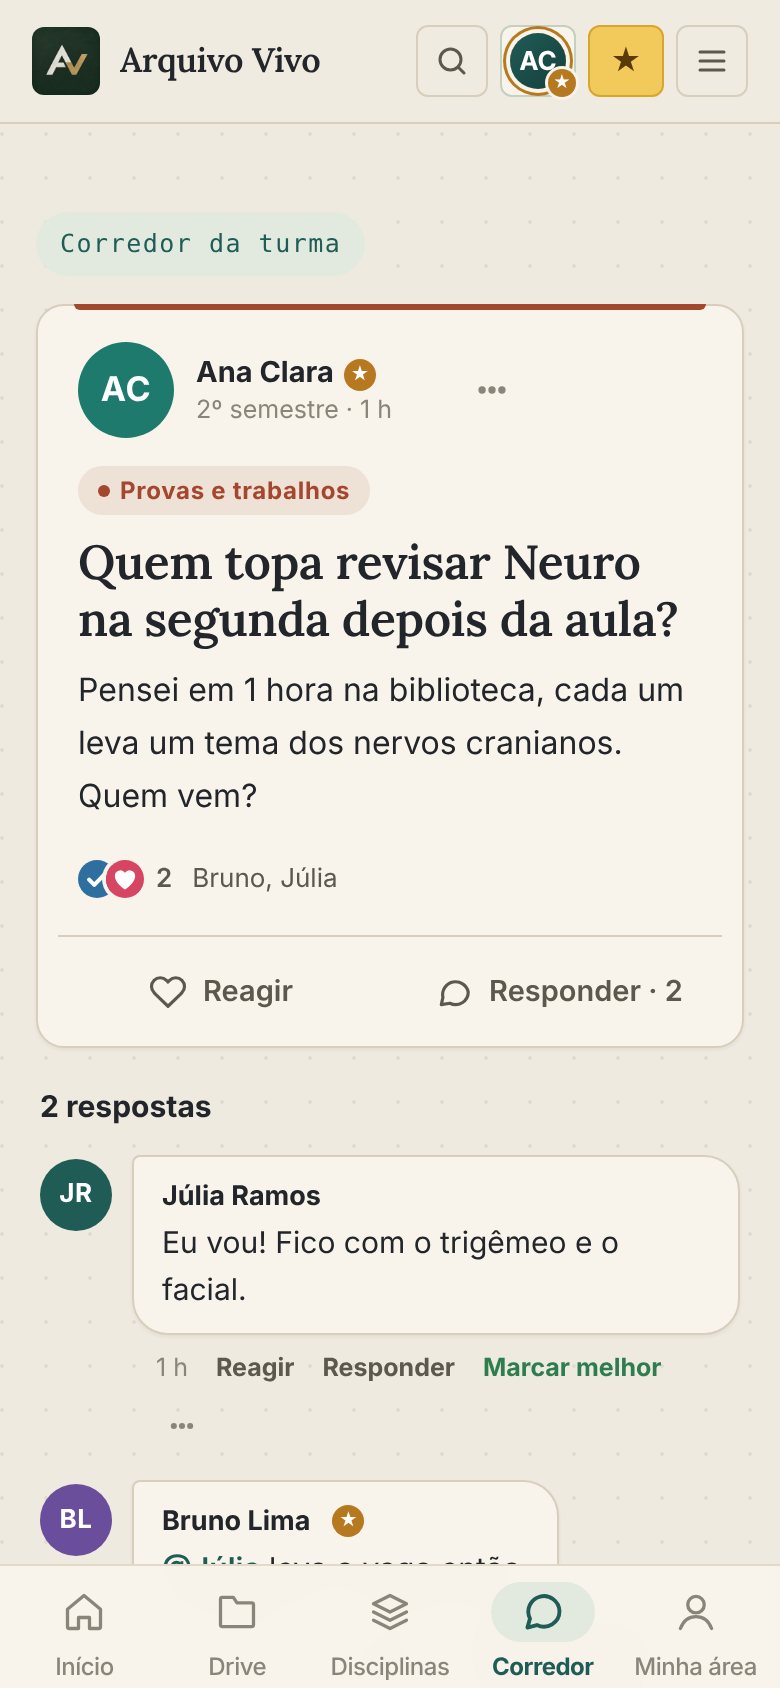 Arquivo Vivo
AC
Corredor da turma
AC
Ana Clara
2º semestre · 1 h
Provas e trabalhos
Quem topa revisar Neuro
na segunda depois da aula?
Pensei em 1 hora na biblioteca, cada um
leva um tema dos nervos cranianos.
Quem vem?
2 Bruno, Júlia
Reagir
Responder · 2
2 respostas
JR
Júlia Ramos
Eu vou! Fico com o trigêmeo e o
facial.
1 h Reagir Responder Marcar melhor
BL
Bruno Lima
Início
Drive
Disciplinas
Corredor
Minha área